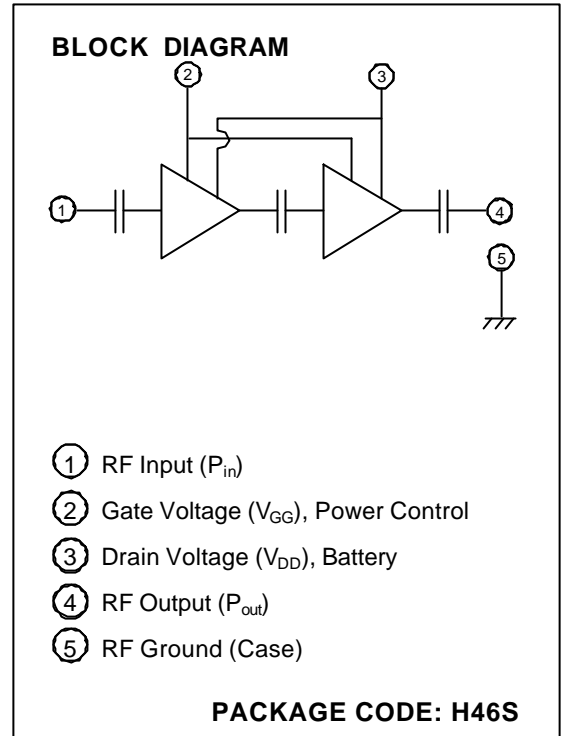 BLOCK DIAGRAM
2 3
1 4
5
1 RF Input (Pin)
2 Gate Voltage (VGG), Power Control
3 Drain Voltage (VDD), Battery
4 RF Output (Pout)
5 RF Ground (Case)
PACKAGE CODE: H46S